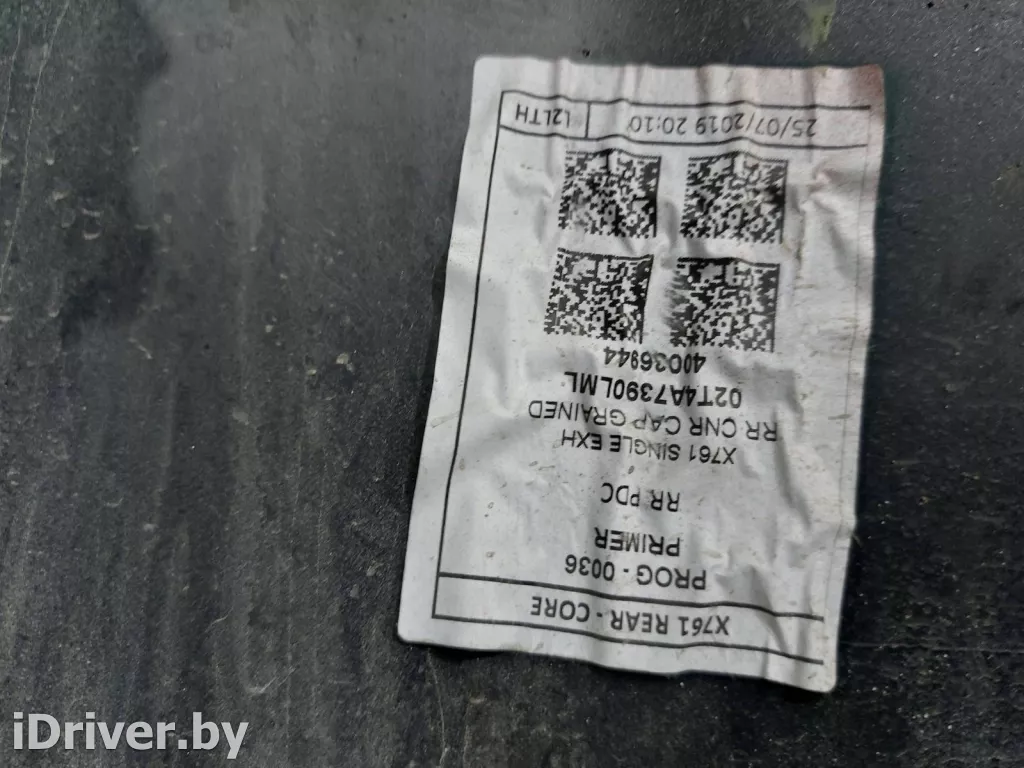 X761 REAR - CORE
PROG - 0036
PRIMER
RR PDC
X761 SINGLE EXH
RR CNR CAP GRAINED
02T4A7390LML
40036944
25/07/2019 20:10 L2LTH
iDriver.by